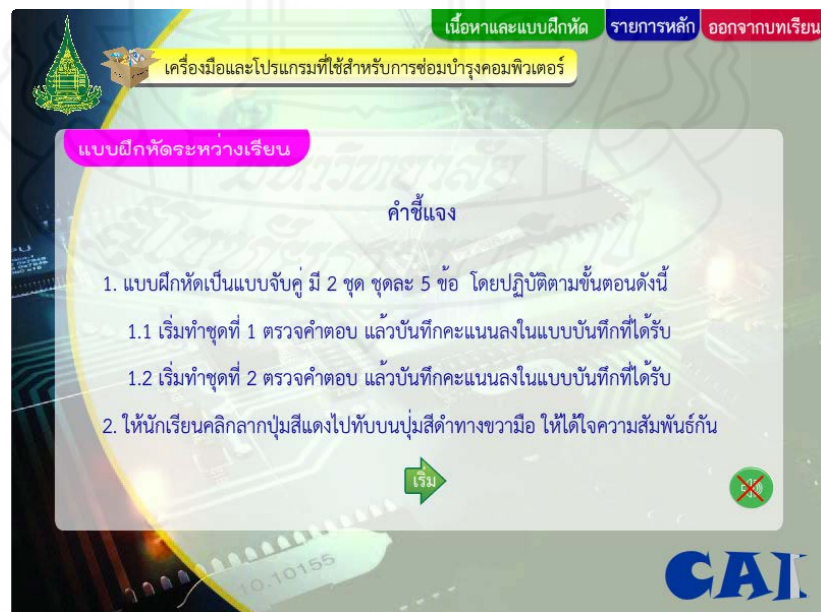 เนื้อหาและแบบฝึกหัด รายการหลัก ออกจากบทเรียน
เครื่องมือและโปรแกรมที่ใช้สำหรับการซ่อมบำรุงคอมพิวเตอร์
แบบฝึกหัดระหว่างเรียน
คำชี้แจง
1. แบบฝึกหัดเป็นแบบจับคู่ มี 2 ชุด ชุดละ 5 ข้อ โดยปฏิบัติตามขั้นตอนดังนี้
1.1 เริ่มทำชุดที่ 1 ตรวจคำตอบ แล้วบันทึกคะแนนลงในแบบบันทึกที่ได้รับ
1.2 เริ่มทำชุดที่ 2 ตรวจคำตอบ แล้วบันทึกคะแนนลงในแบบบันทึกที่ได้รับ
2. ให้นักเรียนคลิกลากปุ่มสีแดงไปทับบนปุ่มสีดำทางขวามือ ให้ได้ใจความสัมพันธ์กัน
เริ่ม
10.10155
CAI